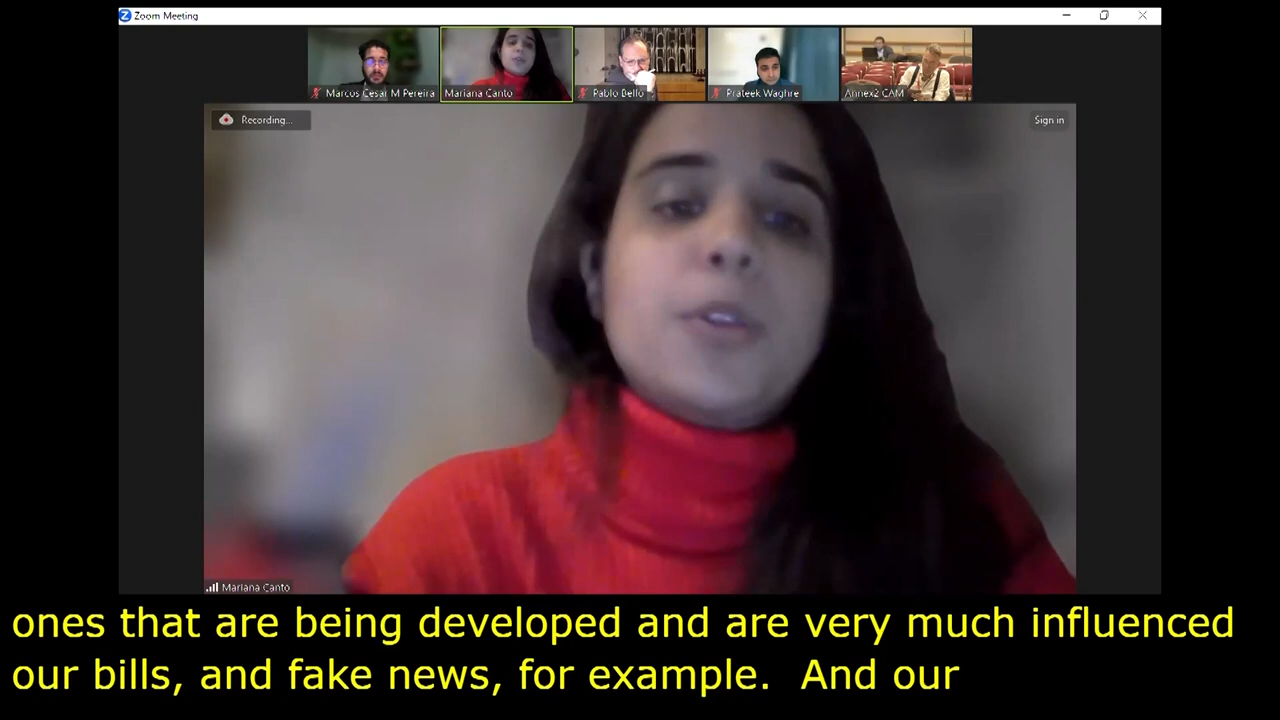 Zoom Meeting
Marcos Cesar M Pereira
Mariana Canto
Pablo Bello
Prateek Waghre
Annex2 CAM
Recording...
Sign in
Mariana Canto
ones that are being developed and are very much influenced
our bills, and fake news, for example.  And our